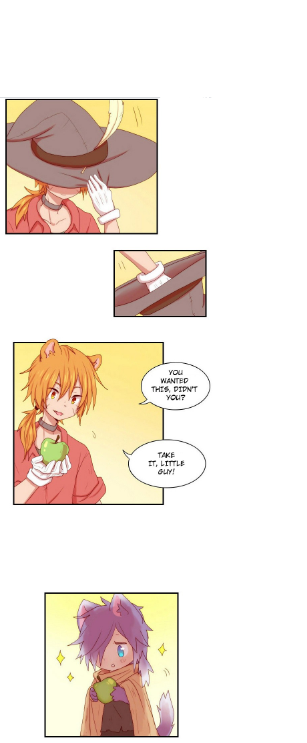 YOU
WANTED
THIS, DIDN'T
YOU?
TAKE
IT, LITTLE
GUY!